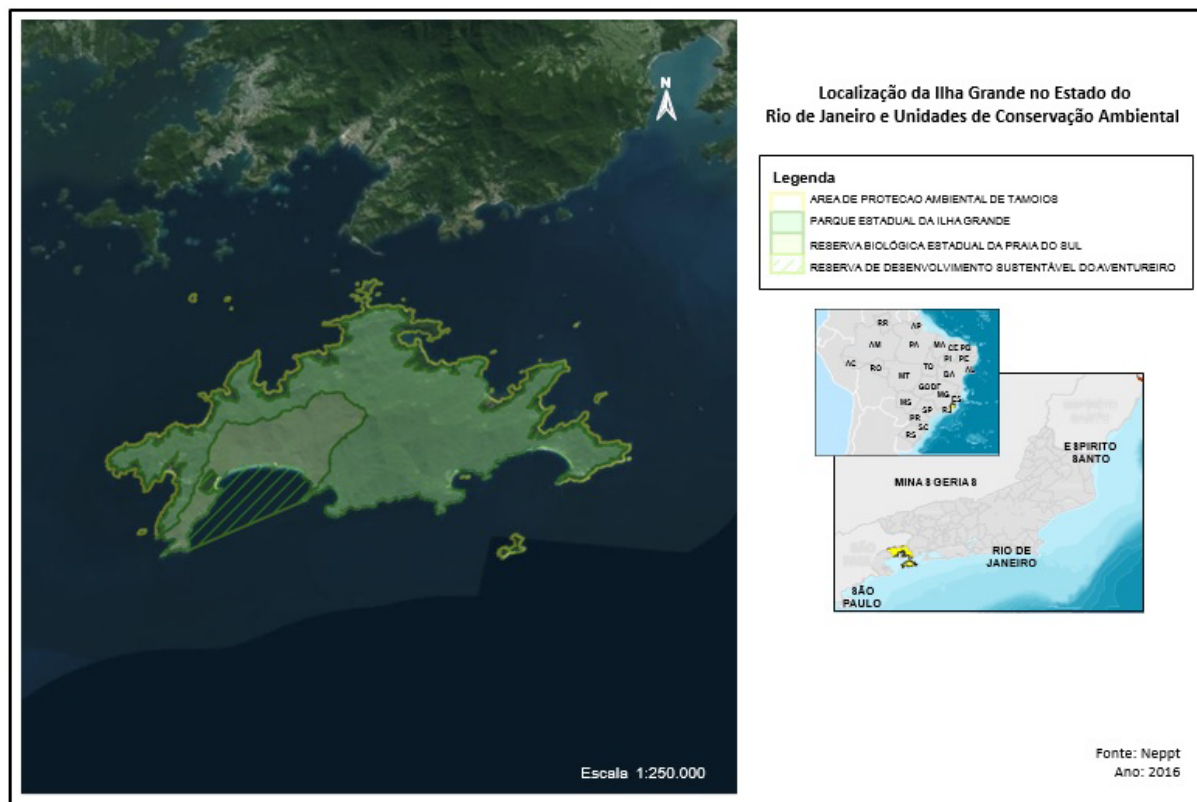 Localização da Ilha Grande no Estado do
Rio de Janeiro e Unidades de Conservação Ambiental
N
Legenda
AREA DE PROTECAO AMBIENTAL DE TAMOIOS
PARQUE ESTADUAL DA ILHA GRANDE
RESERVA BIOLÓGICA ESTADUAL DA PRAIA DO SUL
RESERVA DE DESENVOLVIMENTO SUSTENTÁVEL DO AVENTUREIRO
RR AP
AM PA MA CE PG
AC RO TO PI PE
MT BA AL
GO DF
MS MG ES
SP RJ
PR
SC
RS
ESPIRITO
SANTO
MINAS GERIAS
RIO DE
JANEIRO
SÃO
PAULO
Escala 1:250.000
Fonte: Neppt
Ano: 2016